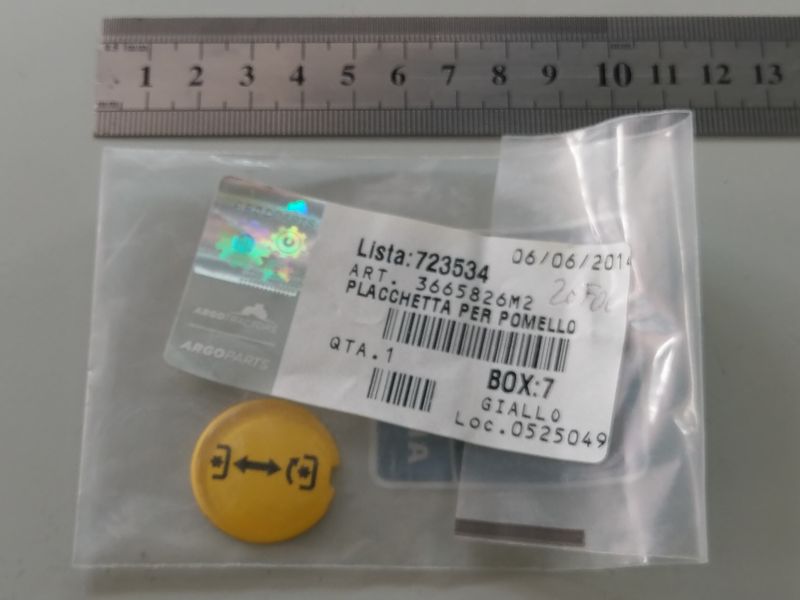 1 2 3 4 5 6 7 8 9 10 11 12 13
ARGOTRACTORS
ARGOPARTS
Lista:723534
06/06/2014
ART. 3665826M2
PLACCHETTA PER POMELLO
QTA.1
BOX:7
GIALLO
Loc.0525049